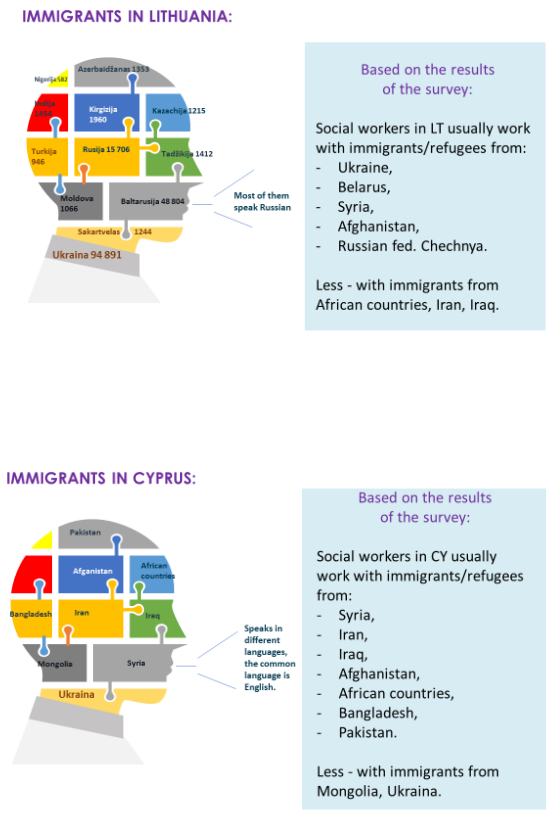 IMMIGRANTS IN LITHUANIA:
Azerbaidžanas 1353
Nigerija 582
Indija
1454
Kirgizija
1960
Kazachija 1215
Turkija
946
Rusija 15 706
Tadžikija 1412
Moldova
1066
Baltarusija 48 804
Sakartvelas 1244
Ukraina 94 891
Most of them
speak Russian
Based on the results
of the survey:
Social workers in LT usually work
with immigrants/refugees from:
- Ukraine,
- Belarus,
- Syria,
- Afghanistan,
- Russian fed. Chechnya.
Less - with immigrants from
African countries, Iran, Iraq.
IMMIGRANTS IN CYPRUS:
Pakistan
Afganistan
African
countries
Bangladesh
Iran
Iraq
Mongolia
Syria
Ukraina
Speaks in
different
languages,
the common
language is
English.
Based on the results
of the survey:
Social workers in CY usually
work with immigrants/refugees
from:
- Syria,
- Iran,
- Iraq,
- Afghanistan,
- African countries,
- Bangladesh,
- Pakistan.
Less - with immigrants from
Mongolia, Ukraina.